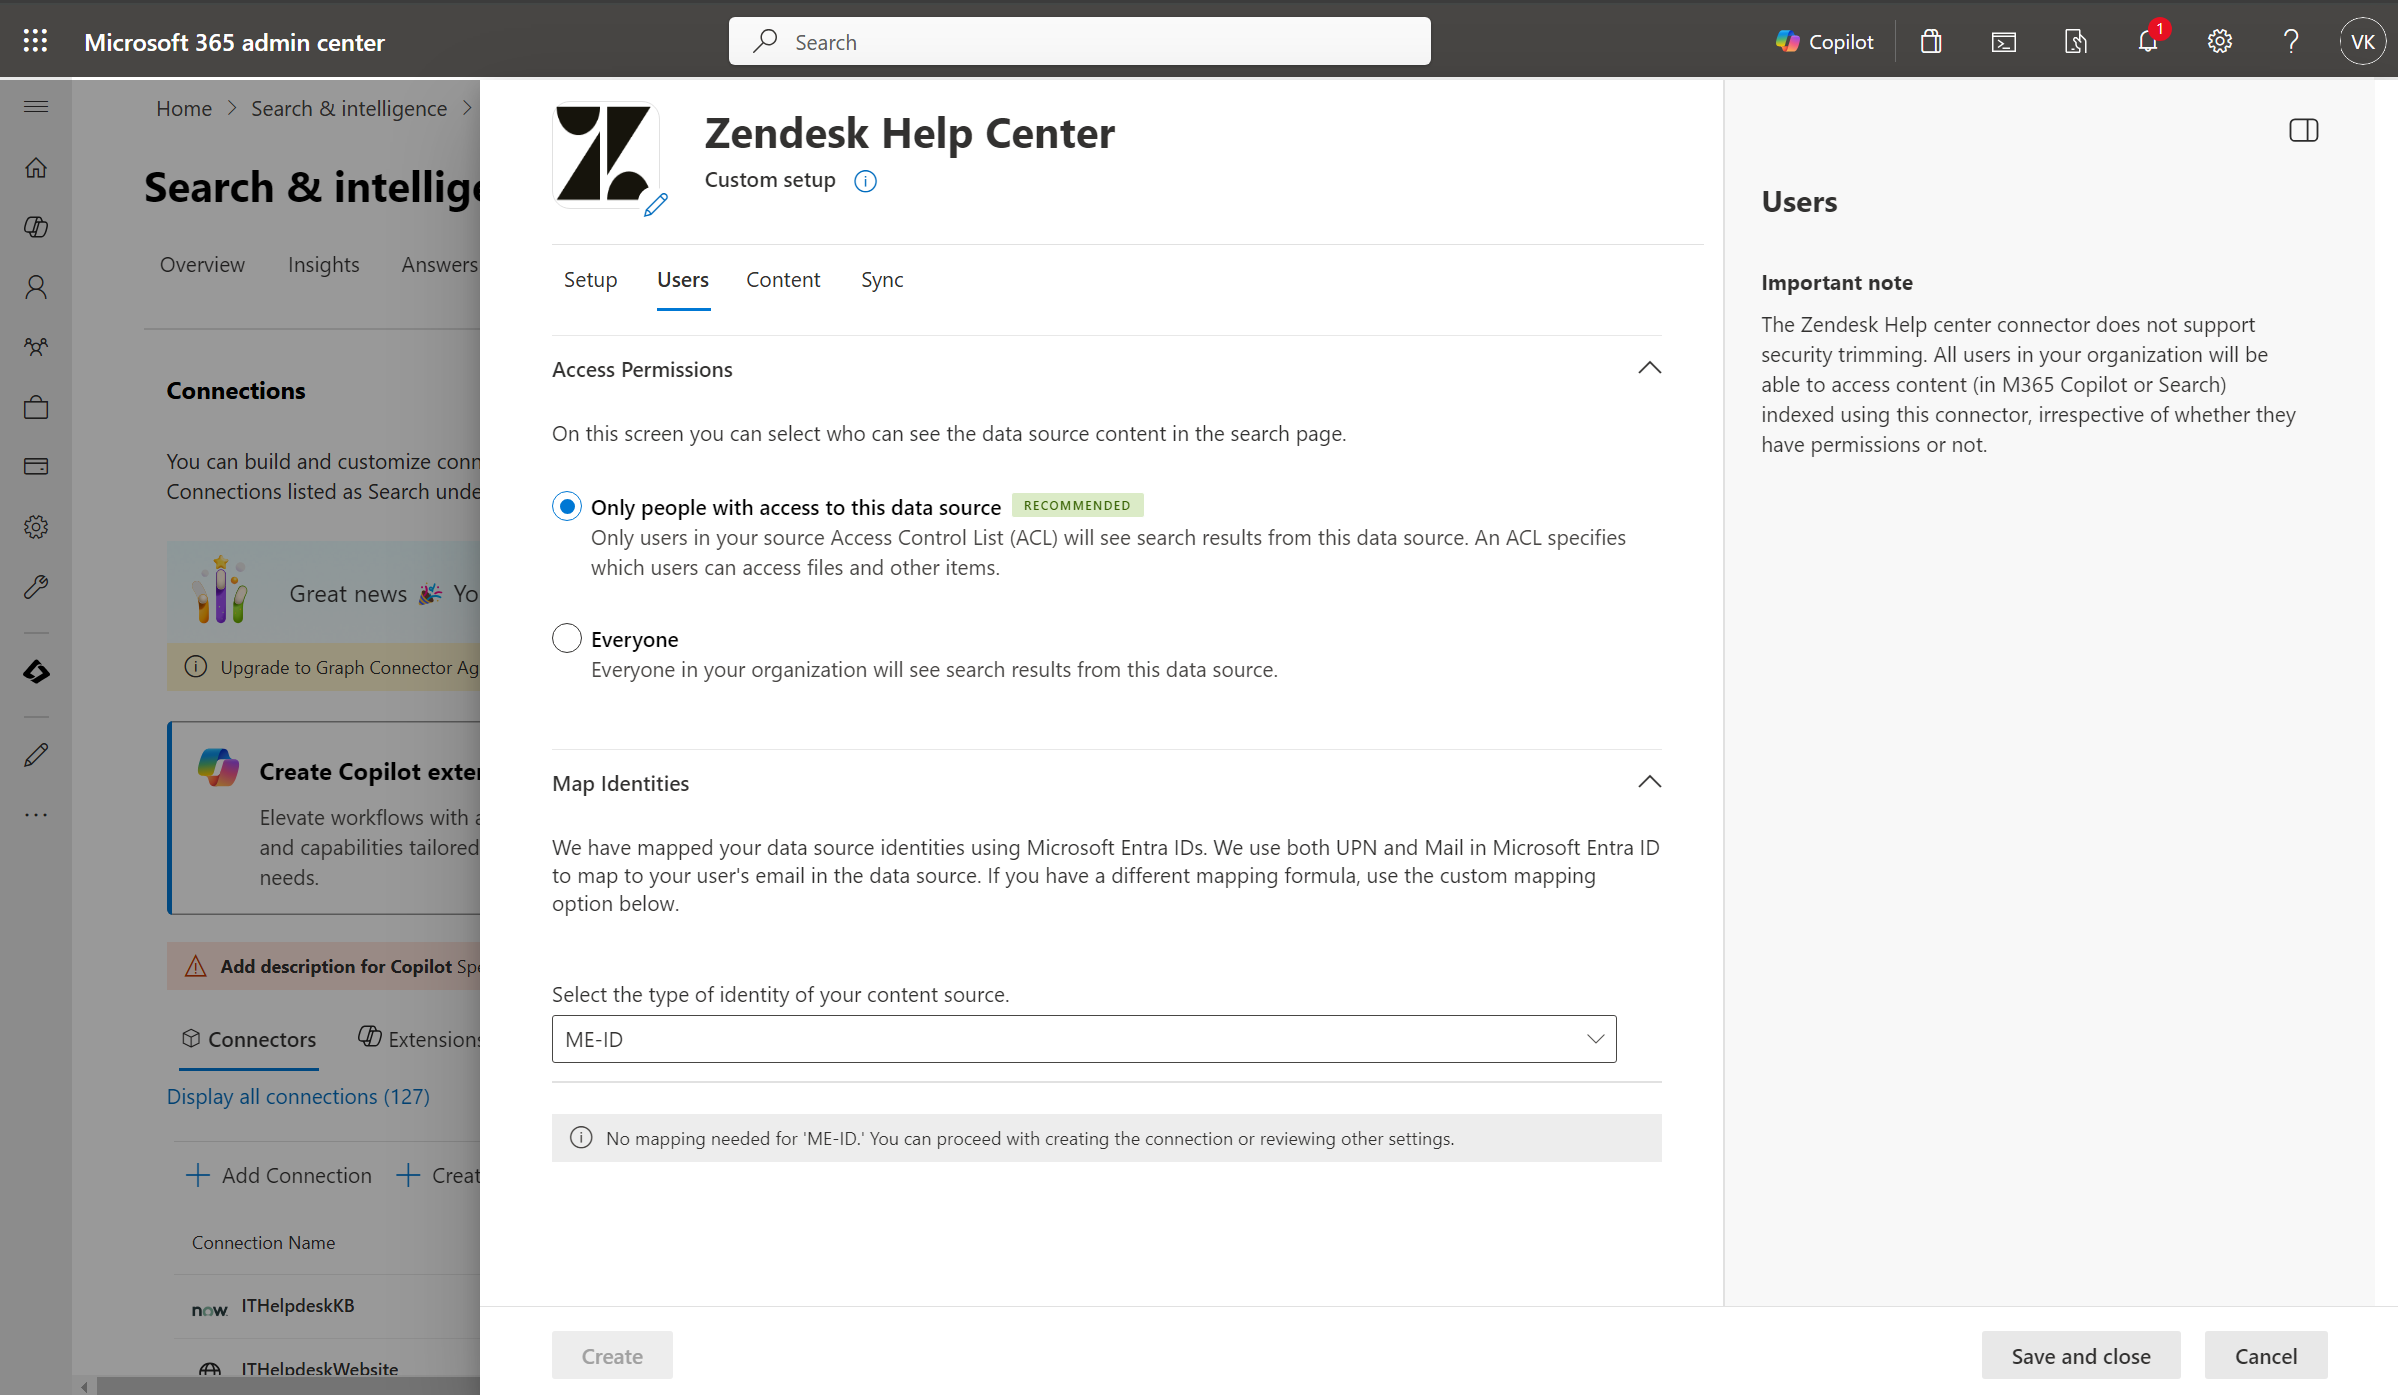 Microsoft 365 admin center
Search
Copilot
1
VK
Home
Search & intelligence
Search & intellige
Overview
Insights
Answers
Connections
You can build and customize conn
Connections listed as Search unde
Great news 🎉 Yo
Upgrade to Graph Connector Ag
Create Copilot exter
Elevate workflows with a
and capabilities tailored
needs.
Add description for Copilot Spe
Connectors
Extensions
Display all connections (127)
Add Connection
Creat
Connection Name
now.
ITHelpdeskKB
ITHelpdeskWebsite
Zendesk Help Center
Custom setup
Setup
Users
Content
Sync
Access Permissions
On this screen you can select who can see the data source content in the search page.
Only people with access to this data source
RECOMMENDED
Only users in your source Access Control List (ACL) will see search results from this data source. An ACL specifies
which users can access files and other items.
Everyone
Everyone in your organization will see search results from this data source.
Map Identities
We have mapped your data source identities using Microsoft Entra IDs. We use both UPN and Mail in Microsoft Entra ID
to map to your user's email in the data source. If you have a different mapping formula, use the custom mapping
option below.
Select the type of identity of your content source.
ME-ID
No mapping needed for 'ME-ID.' You can proceed with creating the connection or reviewing other settings.
Create
Save and close
Cancel
Users
Important note
The Zendesk Help center connector does not support
security trimming. All users in your organization will be
able to access content (in M365 Copilot or Search)
indexed using this connector, irrespective of whether they
have permissions or not.